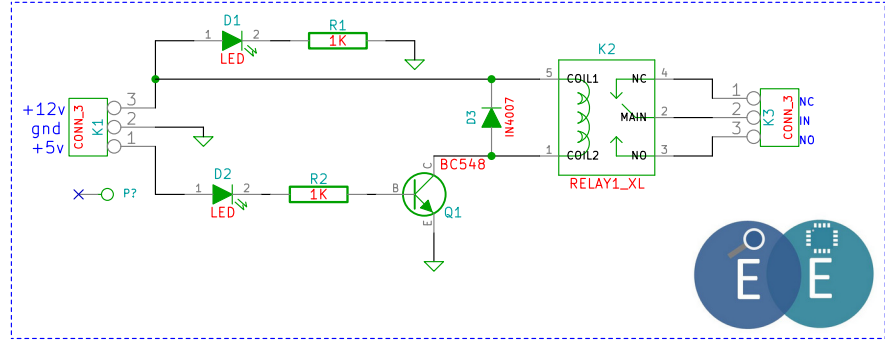 D1
1
2
LED
R1
1K
K2
5
COIL1
NC
4
MAIN
2
1
COIL2
NO
3
RELAY1_XL
D3
IN4007
+12v
gnd
+5v
CONN_3
K1
3
2
1
1
2
3
K3
CONN_3
NC
IN
NO
P?
D2
1
2
LED
R2
1K
B
C
E
BC548
Q1
E
E